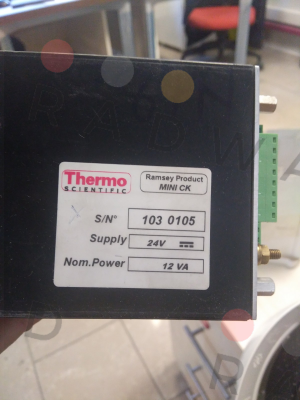 Thermo
SCIENTIFIC
Ramsey Product
MINI CK
S/N° 103 0105
Supply 24V
Nom.Power 12 VA